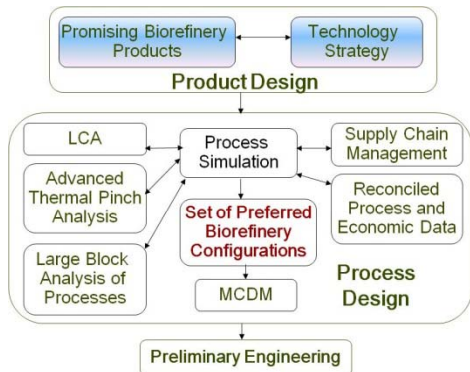 Promising Biorefinery
Products
Technology
Strategy
Product Design
LCA
Process
Simulation
Supply Chain
Management
Advanced
Thermal Pinch
Analysis
Reconciled
Process and
Economic Data
Set of Preferred
Biorefinery
Configurations
Large Block
Analysis of
Processes
MCDM
Process
Design
Preliminary Engineering